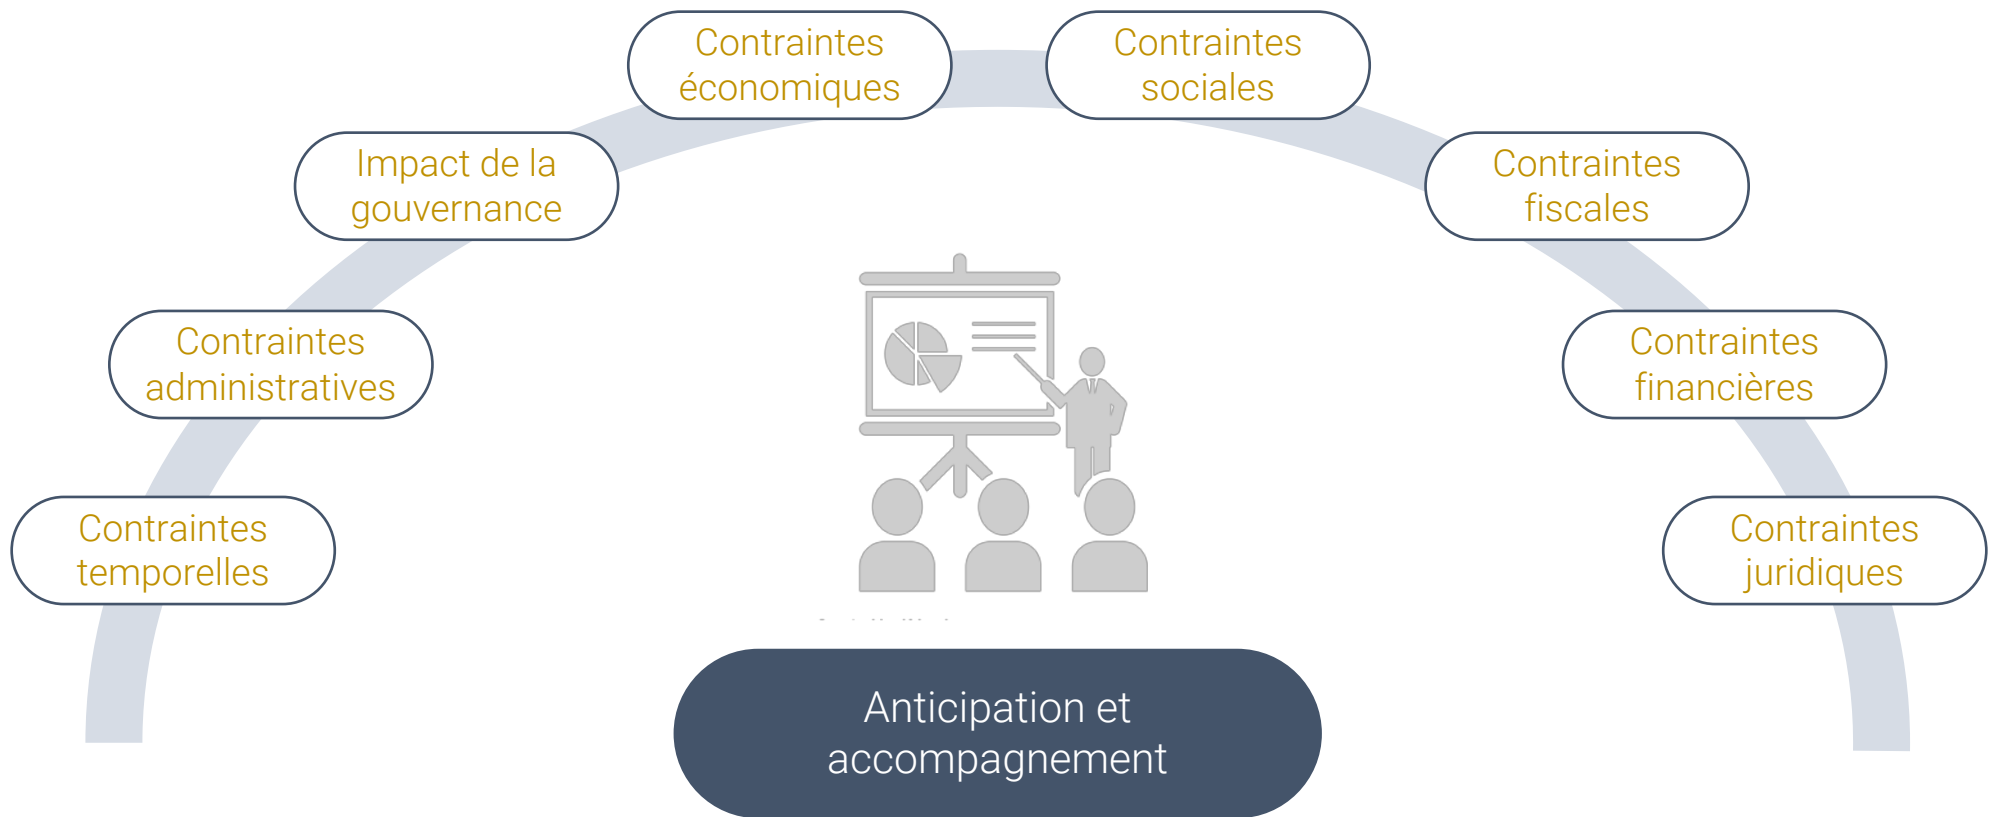 Contraintes
économiques
Contraintes
sociales
Impact de la
gouvernance
Contraintes
fiscales
Contraintes
administratives
Contraintes
financières
Contraintes
temporelles
Contraintes
juridiques
Anticipation et
accompagnement